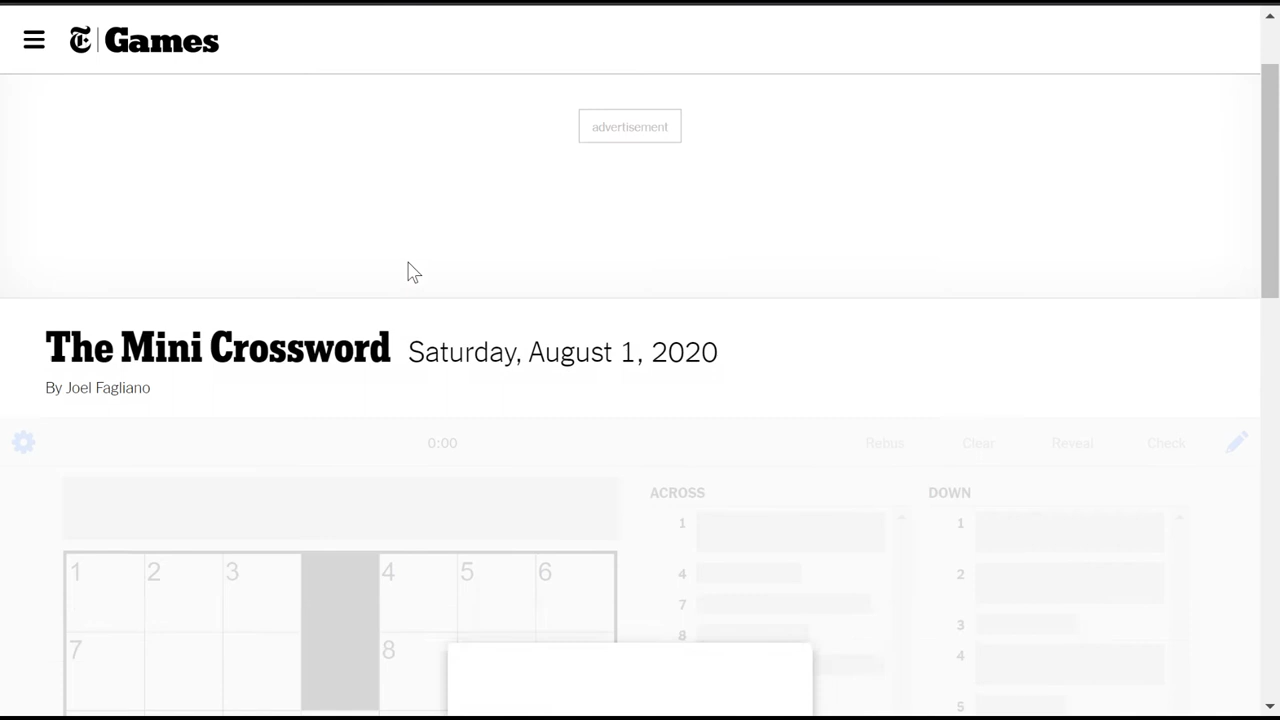 T Games
advertisement
The Mini Crossword Saturday, August 1, 2020
By Joel Fagliano
0:00 Rebus Clear Reveal Check
ACROSS DOWN
1 1
4 2
7 3
8 4
5
1 2 3 4 5 6
7 8